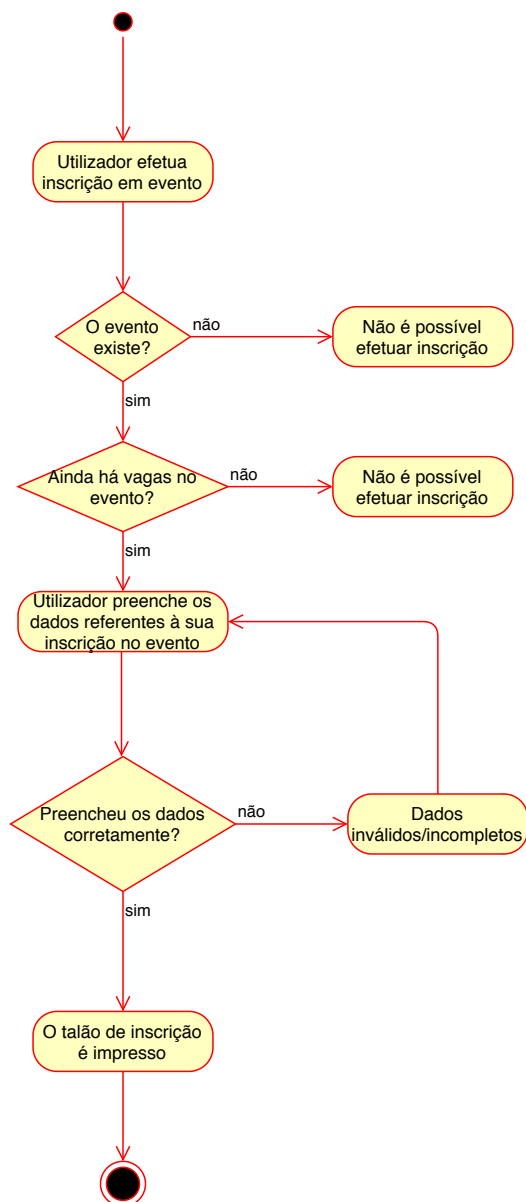 Utilizador efetua
inscrição em evento
O evento
existe?
não
Não é possível
efetuar inscrição
sim
Ainda há vagas no
evento?
não
Não é possível
efetuar inscrição
sim
Utilizador preenche os
dados referentes à sua
inscrição no evento
Preencheu os dados
corretamente?
não
Dados
inválidos/incompletos
sim
O talão de inscrição
é impresso